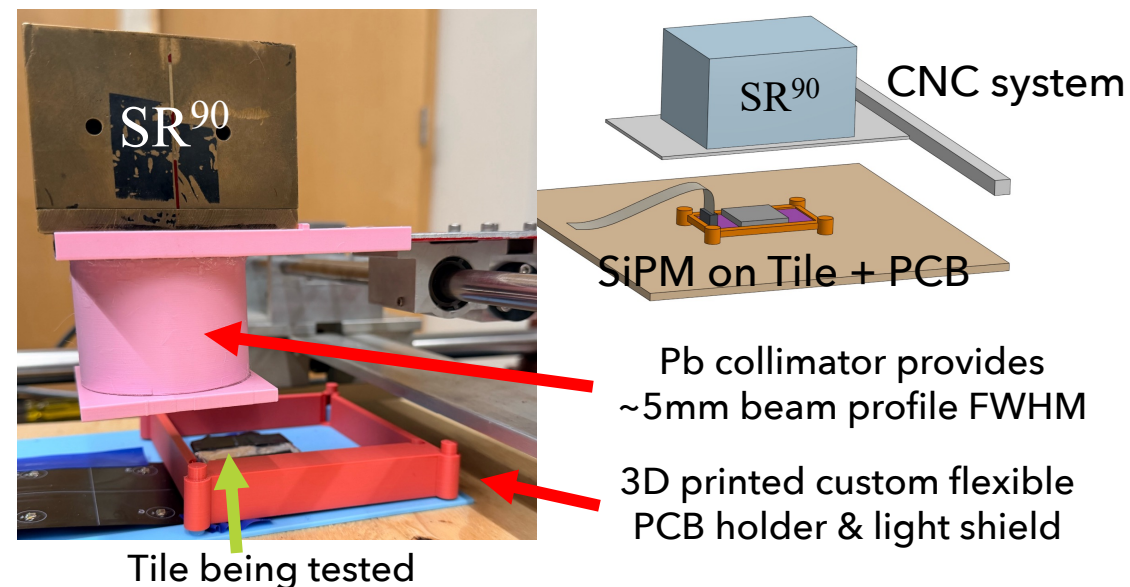 SR⁹⁰
SR⁹⁰
CNC system
SiPM on Tile + PCB
Pb collimator provides
~5mm beam profile FWHM
3D printed custom flexible
PCB holder & light shield
Tile being tested